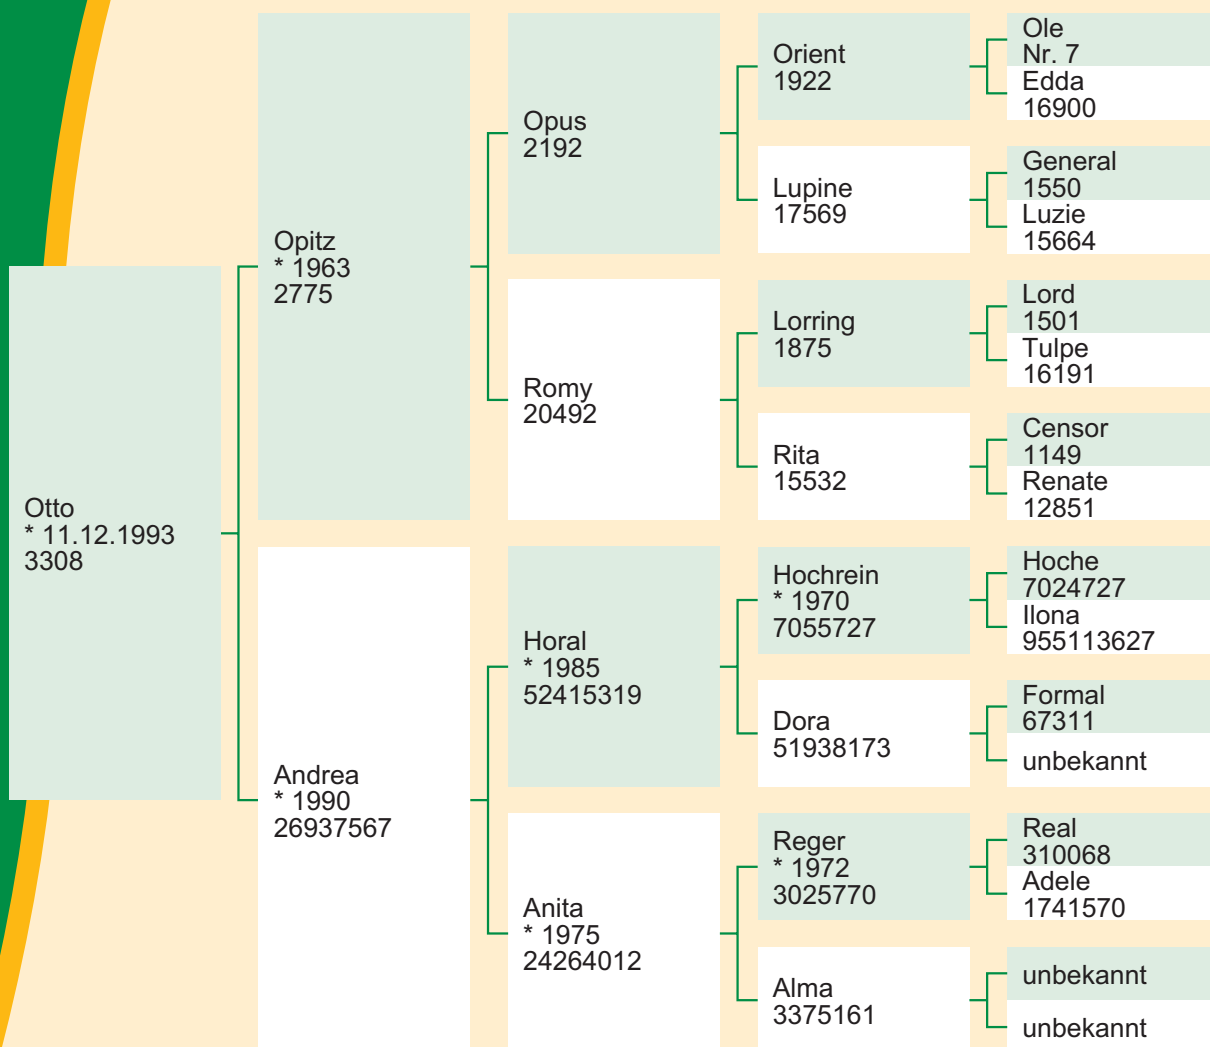 Otto
* 11.12.1993
3308
Opitz
* 1963
2775
Andrea
* 1990
26937567
Opus
2192
Romy
20492
Horal
* 1985
52415319
Anita
* 1975
24264012
Orient
1922
Lupine
17569
Lorring
1875
Rita
15532
Hochrein
* 1970
7055727
Dora
51938173
Reger
* 1972
3025770
Alma
3375161
Ole
Nr. 7
Edda
16900
General
1550
Luzie
15664
Lord
1501
Tulpe
16191
Censor
1149
Renate
12851
Hoche
7024727
Ilona
955113627
Formal
67311
unbekannt
Real
310068
Adele
1741570
unbekannt
unbekannt